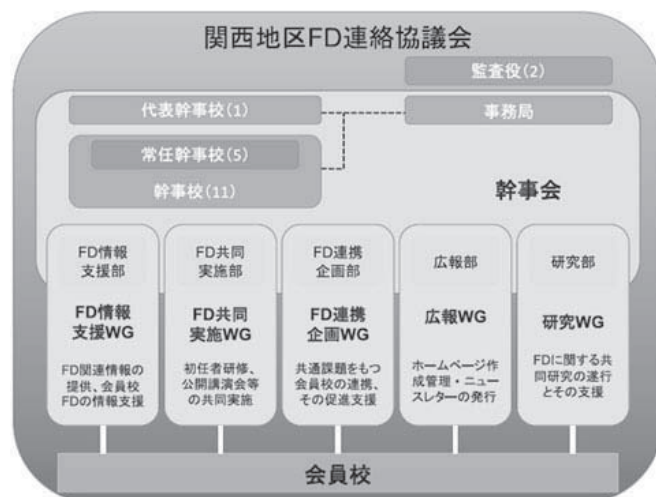 関西地区FD連絡協議会
監査役(2)
代表幹事校(1)
事務局
常任幹事校(5)
幹事校(11)
幹事会
FD情報
支援部
FD共同
実施部
FD連携
企画部
広報部
研究部
FD情報
支援WG
FD共同
実施WG
FD連携
企画WG
広報WG
研究WG
FD関連情報の
提供、会員校
FDの情報支援
初任者研修、
公開講演会等
の共同実施
共通課題をもつ
会員校の連携、
その促進支援
ホームページ作
成管理・ニュー
スレターの発行
FDに関する共
同研究の遂行
とその支援
会員校